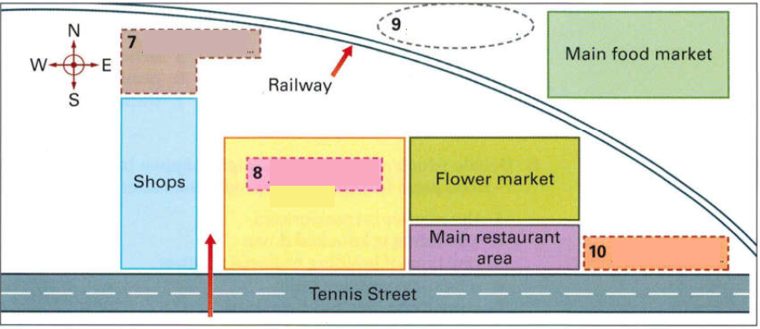 N
W E
S
7
9
Main food market
Railway
Shops
8
Flower market
Main restaurant
area
10
Tennis Street